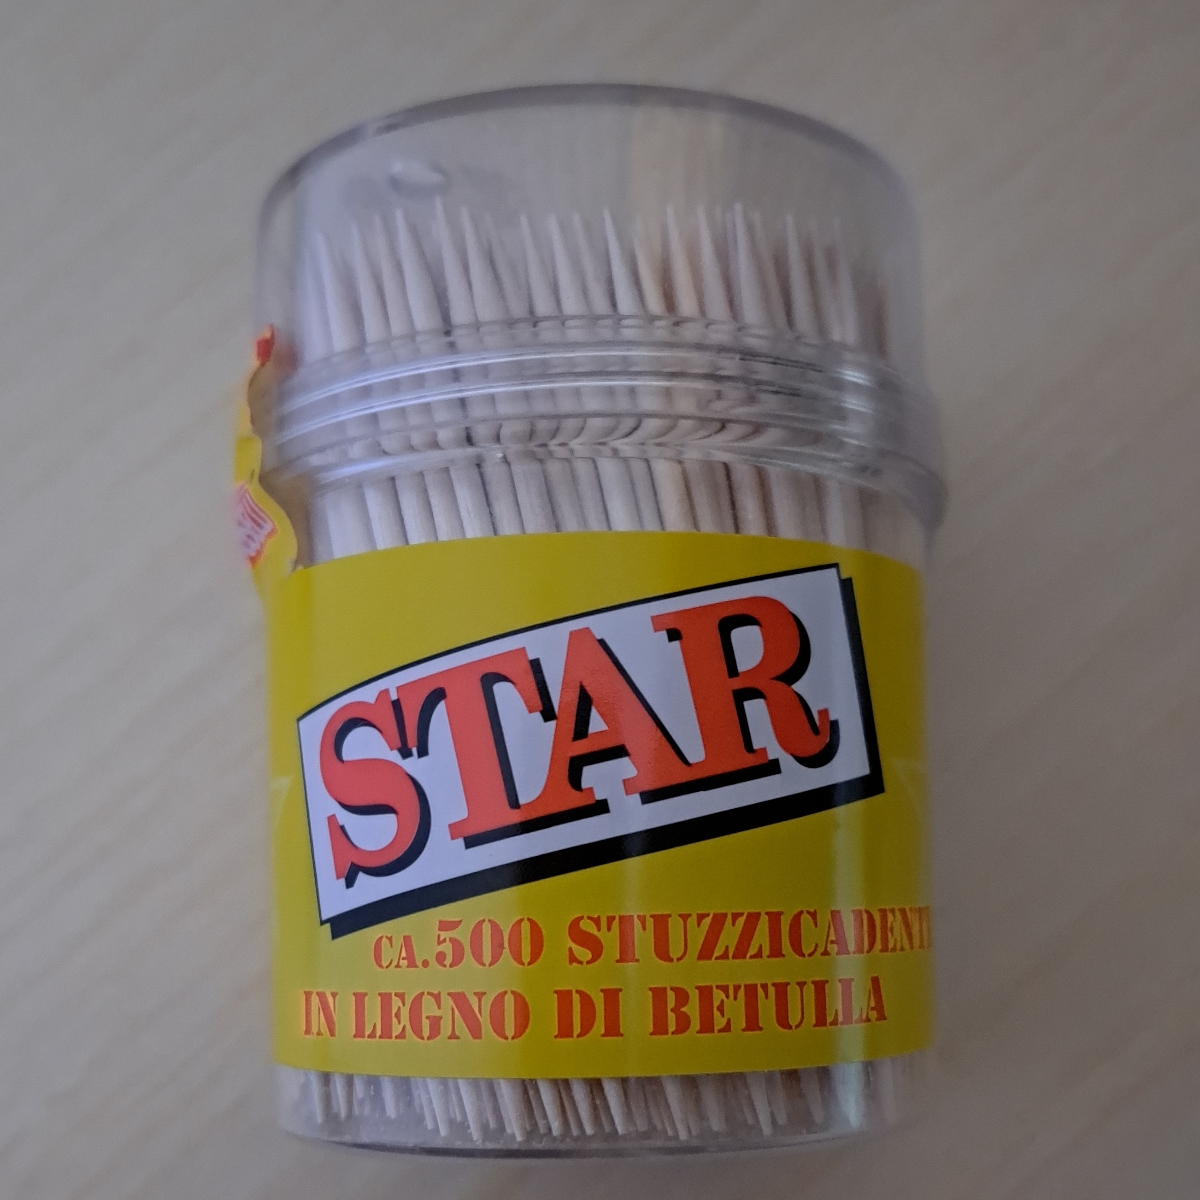 STAR
CA.500 STUZZICADENTI
IN LEGNO DI BETULLA